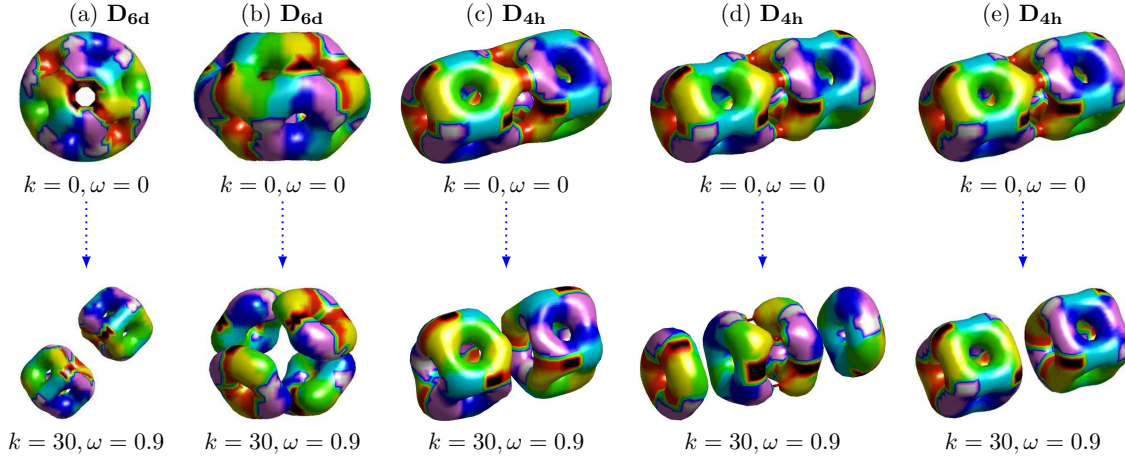 (a) D6d (b) D6d (c) D4h (d) D4h (e) D4h
k = 0, ω = 0 k = 0, ω = 0 k = 0, ω = 0 k = 0, ω = 0 k = 0, ω = 0
k = 30, ω = 0.9 k = 30, ω = 0.9 k = 30, ω = 0.9 k = 30, ω = 0.9 k = 30, ω = 0.9